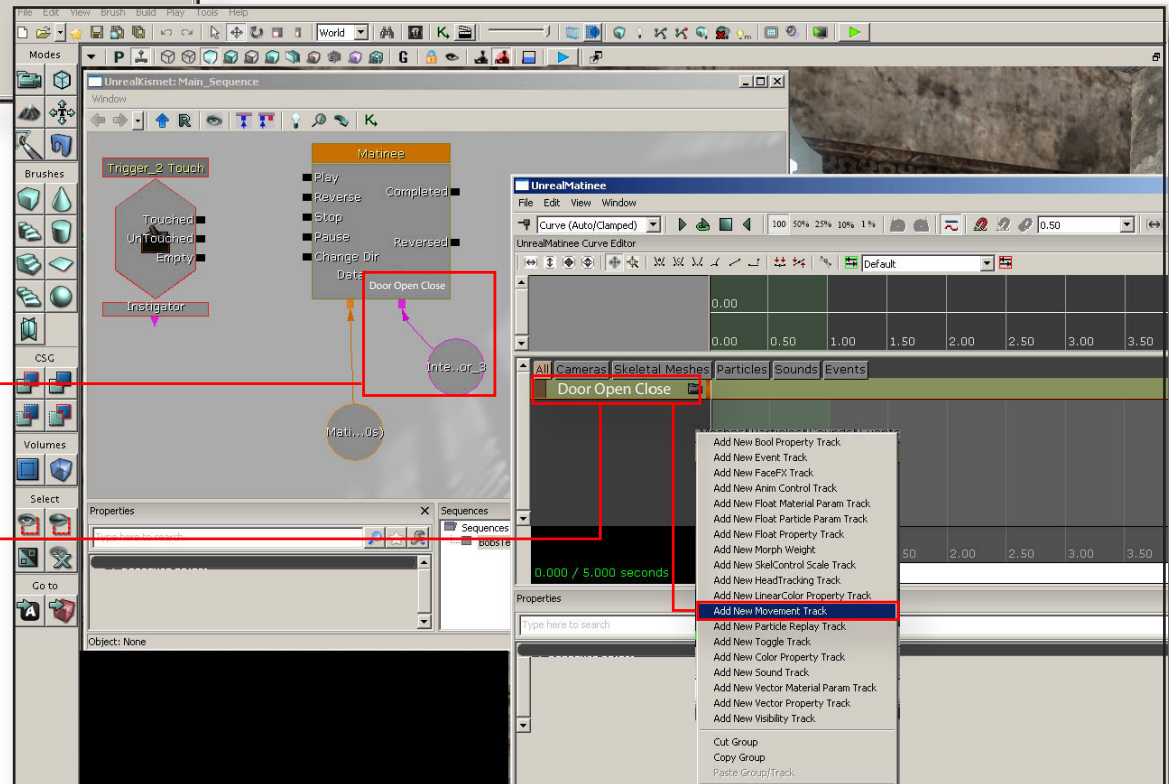 File Edit View Brush Build Play Tools Help
World
Modes
P
G
UnrealKismet: Main_Sequence
Window
R
K
Trigger_2 Touch
Touched
UnTouched
Empty
Instigator
Matinee
Play
Reverse
Stop
Pause
Change Dir
Completed
Reversed
Data
Door Open Close
Inte...or_3
Mati...0s)
Brushes
CSG
Volumes
Select
Go to
Properties
Type here to search
Object: None
Sequences
Sequences
BobsTe
UnrealMatinee
File Edit View Window
Curve (Auto/Clamped)
100 50% 25% 10% 1%
0.50
UnrealMatinee Curve Editor
Default
0.00
0.00 0.50 1.00 1.50 2.00 2.50 3.00 3.50
All Cameras Skeletal Meshes Particles Sounds Events
Door Open Close
Add New Bool Property Track
Add New Event Track
Add New FaceFX Track
Add New Anim Control Track
Add New Float Material Param Track
Add New Float Particle Param Track
Add New Float Property Track
Add New Morph Weight
Add New SkelControl Scale Track
Add New HeadTracking Track
Add New LinearColor Property Track
Add New Movement Track
Add New Particle Replay Track
Add New Toggle Track
Add New Color Property Track
Add New Sound Track
Add New Vector Material Param Track
Add New Vector Property Track
Add New Visibility Track
Cut Group
Copy Group
Paste Group/Track
50 2.00 2.50 3.00 3.50
0.000 / 5.000 seconds
Properties
Type here to search